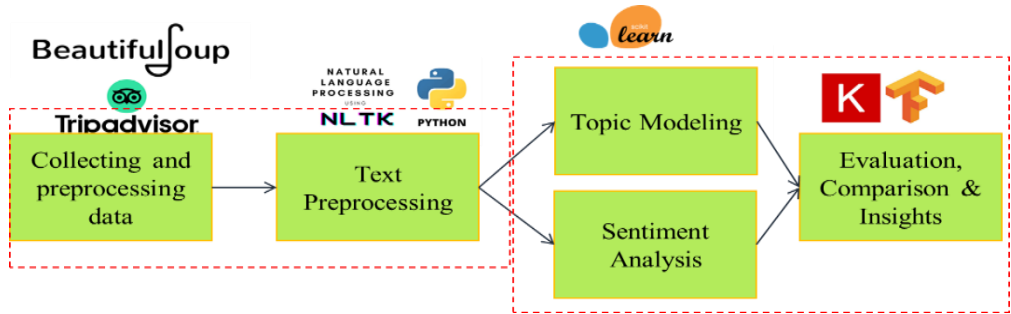 BeautifulSoup
Tripadvisor
Collecting and
preprocessing
data
NATURAL
LANGUAGE
PROCESSING
USING
NLTK
PYTHON
Text
Preprocessing
scikit
learn
Topic Modeling
Sentiment
Analysis
K
Evaluation,
Comparison &
Insights